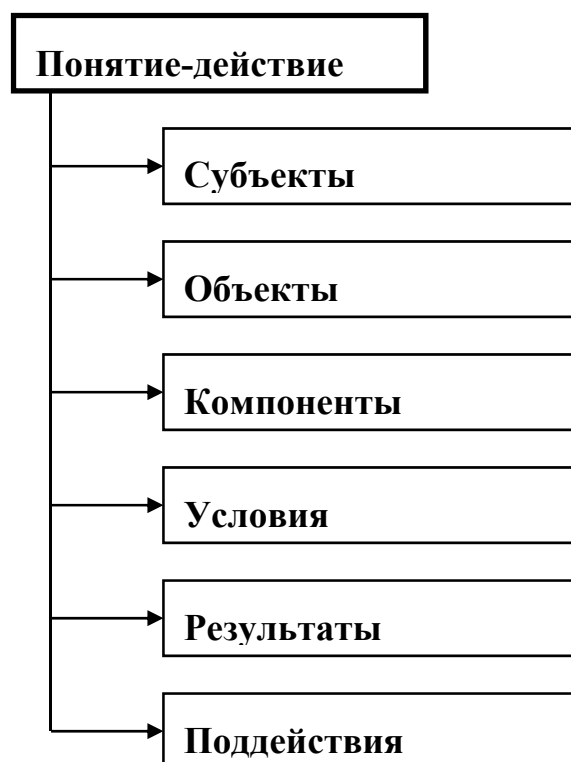 Понятие-действие
Субъекты
Объекты
Компоненты
Условия
Результаты
Поддействия